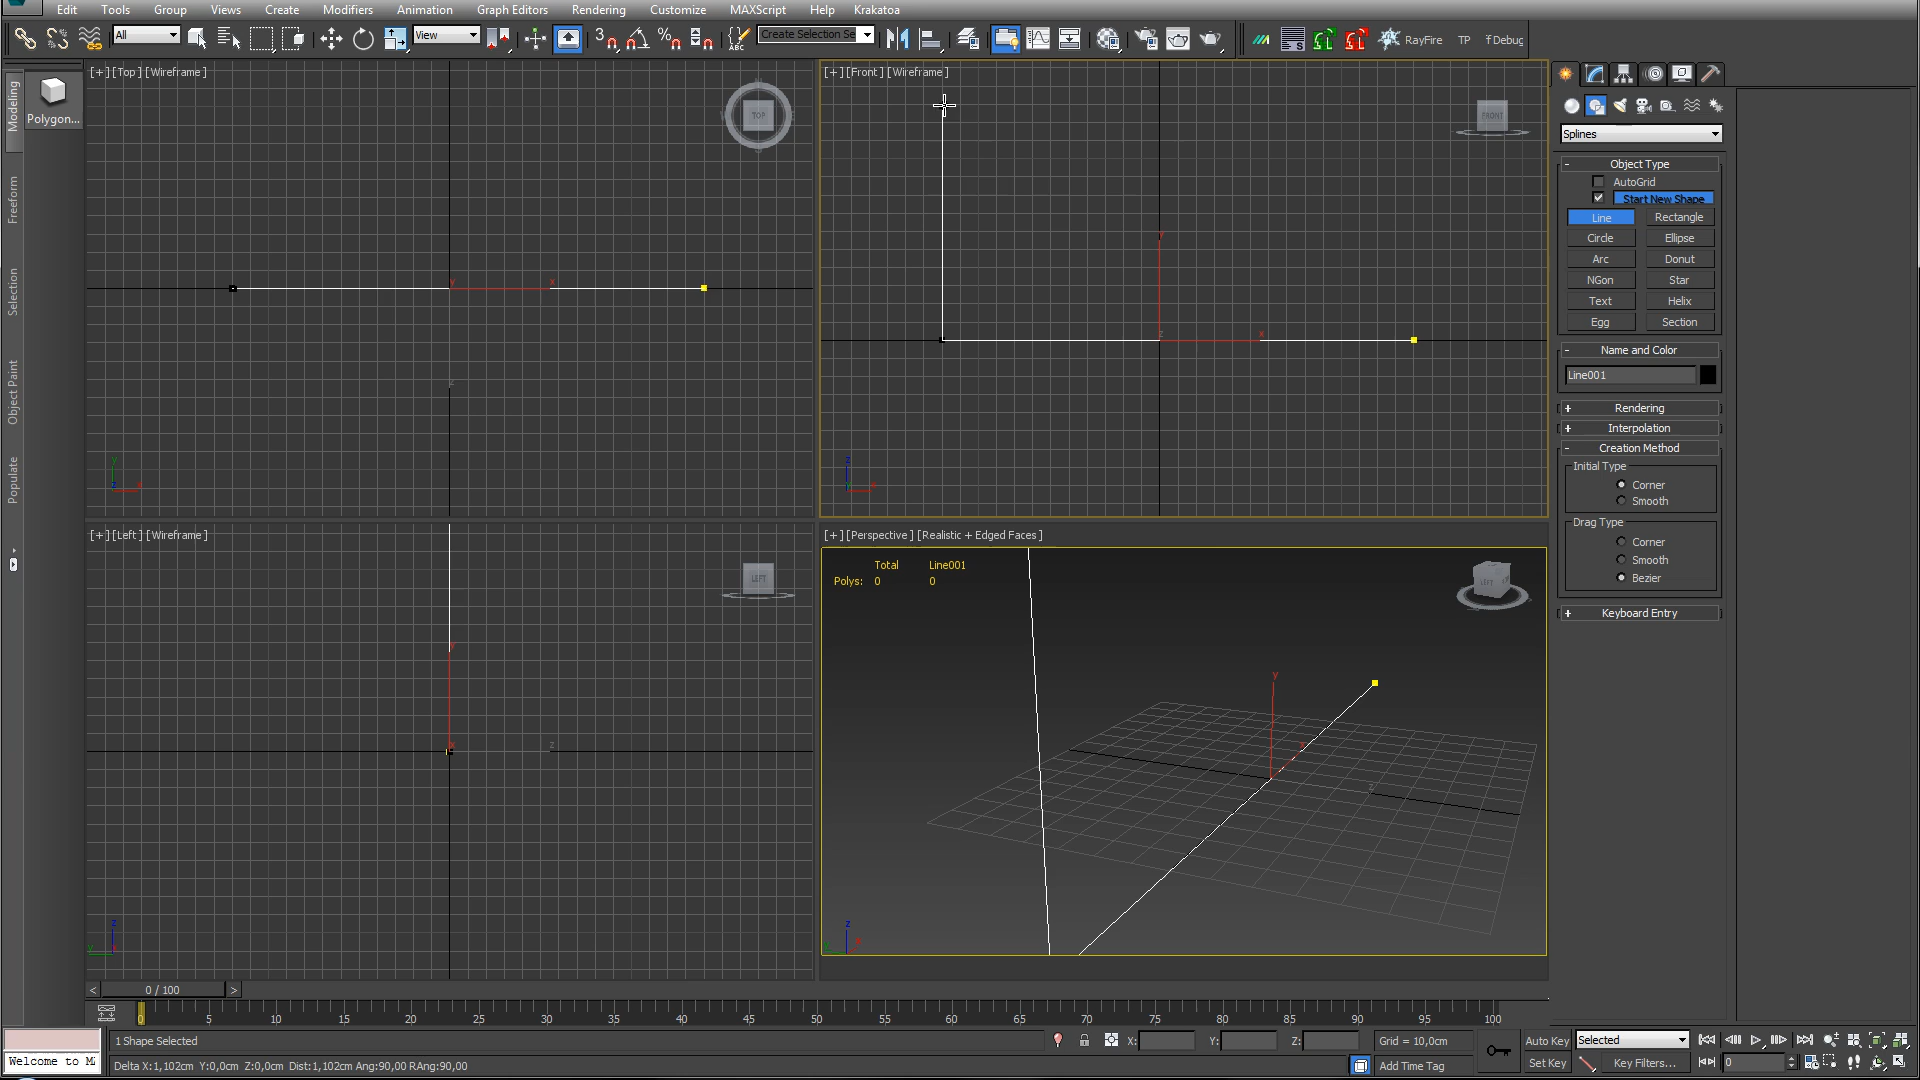 Edit Tools Group Views Create Modifiers Animation Graph Editors Rendering Customize MAXScript Help Krakatoa
All View 3 Create Selection Se RayFire TP fDebug
[+][Top][Wireframe] [+][Front][Wireframe]
Modeling
Freeform
Selection
Object Paint
Populate
Polygon...
TOP
FRONT
x
y
z
[+][Left][Wireframe] [+][Perspective][Realistic + Edged Faces]
LEFT
Total Line001
Polys: 0 0
LEFT
Splines
- Object Type
AutoGrid
Start New Shape
Line Rectangle
Circle Ellipse
Arc Donut
NGon Star
Text Helix
Egg Section
- Name and Color
Line001
+ Rendering
+ Interpolation
- Creation Method
Initial Type
Corner
Smooth
Drag Type
Corner
Smooth
Bezier
+ Keyboard Entry
< 0 / 100 >
0 5 10 15 20 25 30 35 40 45 50 55 60 65 70 75 80 85 90 95 100
1 Shape Selected X: Y: Z: Grid = 10,0cm Auto Key Selected
Welcome to M Delta X:1,102cm Y:0,0cm Z:0,0cm Dist:1,102cm Ang:90,00 RAng:90,00 Add Time Tag Set Key Key Filters... 0